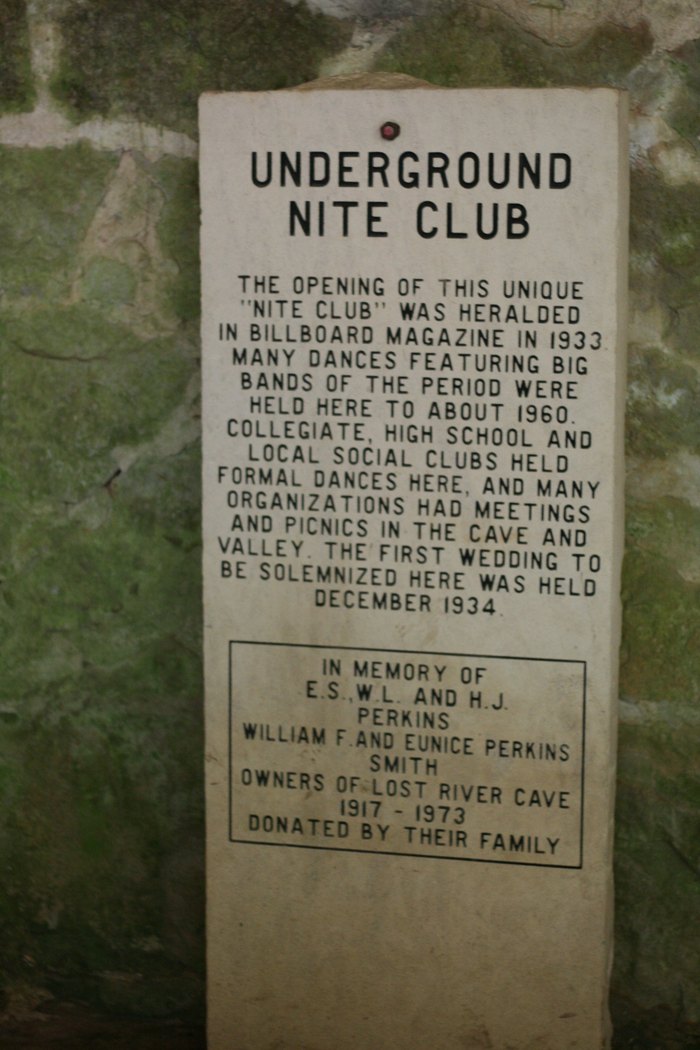 UNDERGROUND
NITE CLUB
THE OPENING OF THIS UNIQUE
"NITE CLUB" WAS HERALDED
IN BILLBOARD MAGAZINE IN 1933.
MANY DANCES FEATURING BIG
BANDS OF THE PERIOD WERE
HELD HERE TO ABOUT 1960.
COLLEGIATE, HIGH SCHOOL AND
LOCAL SOCIAL CLUBS HELD
FORMAL DANCES HERE, AND MANY
ORGANIZATIONS HAD MEETINGS
AND PICNICS IN THE CAVE AND
VALLEY. THE FIRST WEDDING TO
BE SOLEMNIZED HERE WAS HELD
DECEMBER 1934.
IN MEMORY OF
E.S., W.L. AND H.J.
PERKINS
WILLIAM F. AND EUNICE PERKINS
SMITH
OWNERS OF LOST RIVER CAVE
1917 - 1973
DONATED BY THEIR FAMILY